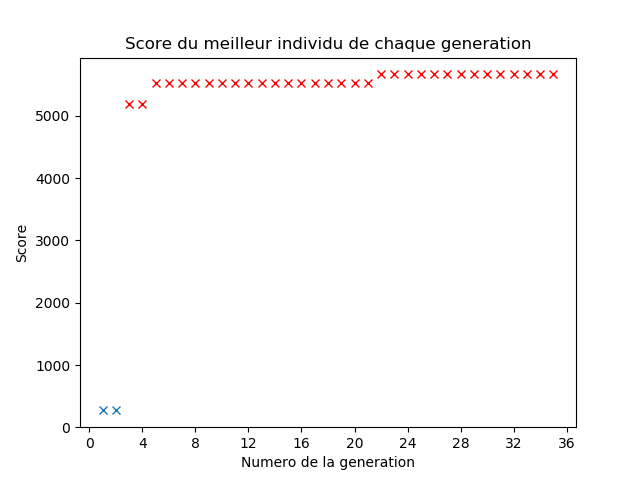 Score du meilleur individu de chaque generation
5000
4000
3000
2000
1000
0
Score
0 4 8 12 16 20 24 28 32 36
Numero de la generation